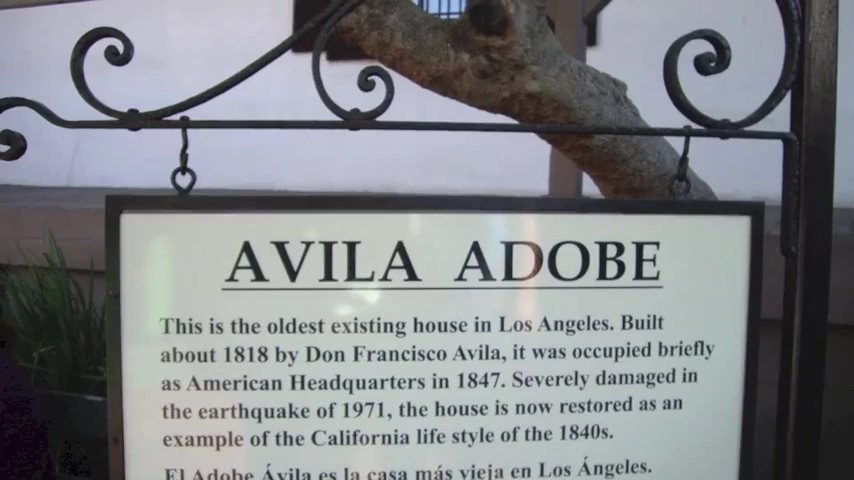 AVILA ADOBE
This is the oldest existing house in Los Angeles. Built
about 1818 by Don Francisco Avila, it was occupied briefly
as American Headquarters in 1847. Severely damaged in
the earthquake of 1971, the house is now restored as an
example of the California life style of the 1840s.
El Adobe Ávila es la casa más vieja en Los Ángeles.